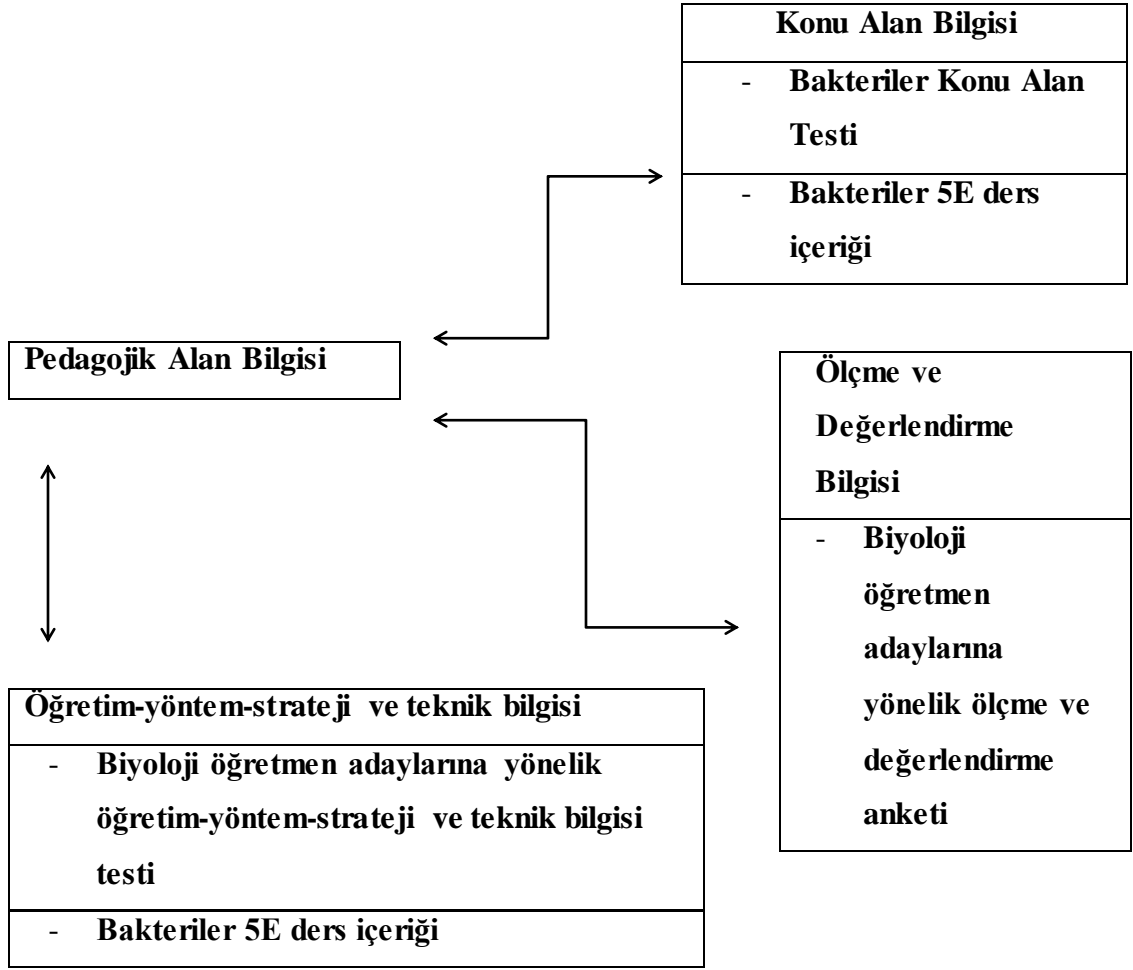 Konu Alan Bilgisi
- Bakteriler Konu Alan
Testi
- Bakteriler 5E ders
içeriği
Pedagojik Alan Bilgisi
Ölçme ve
Değerlendirme
Bilgisi
- Biyoloji
öğretmen
adaylarına
yönelik ölçme ve
değerlendirme
anketi
Öğretim-yöntem-strateji ve teknik bilgisi
- Biyoloji öğretmen adaylarına yönelik
öğretim-yöntem-strateji ve teknik bilgisi
testi
- Bakteriler 5E ders içeriği